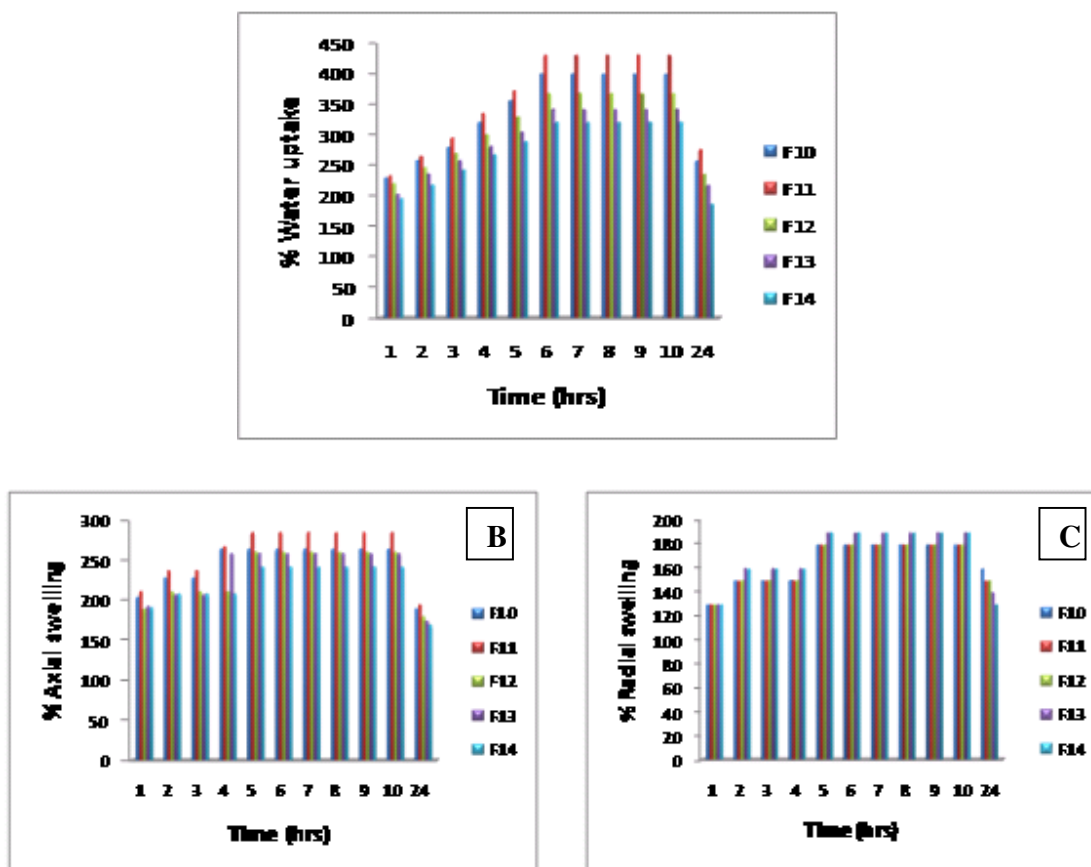 450
400
350
300
250
200
150
100
50
0
% Water uptake
1 2 3 4 5 6 7 8 9 10 24
Time (hrs)
F10
F11
F12
F13
F14
B
300
250
200
150
100
50
0
% Axial swelling
1 2 3 4 5 6 7 8 9 10 24
Time (hrs)
F10
F11
F12
F13
F14
C
200
180
160
140
120
100
80
60
40
20
0
% Radial swelling
1 2 3 4 5 6 7 8 9 10 24
Time (hrs)
F10
F11
F12
F13
F14